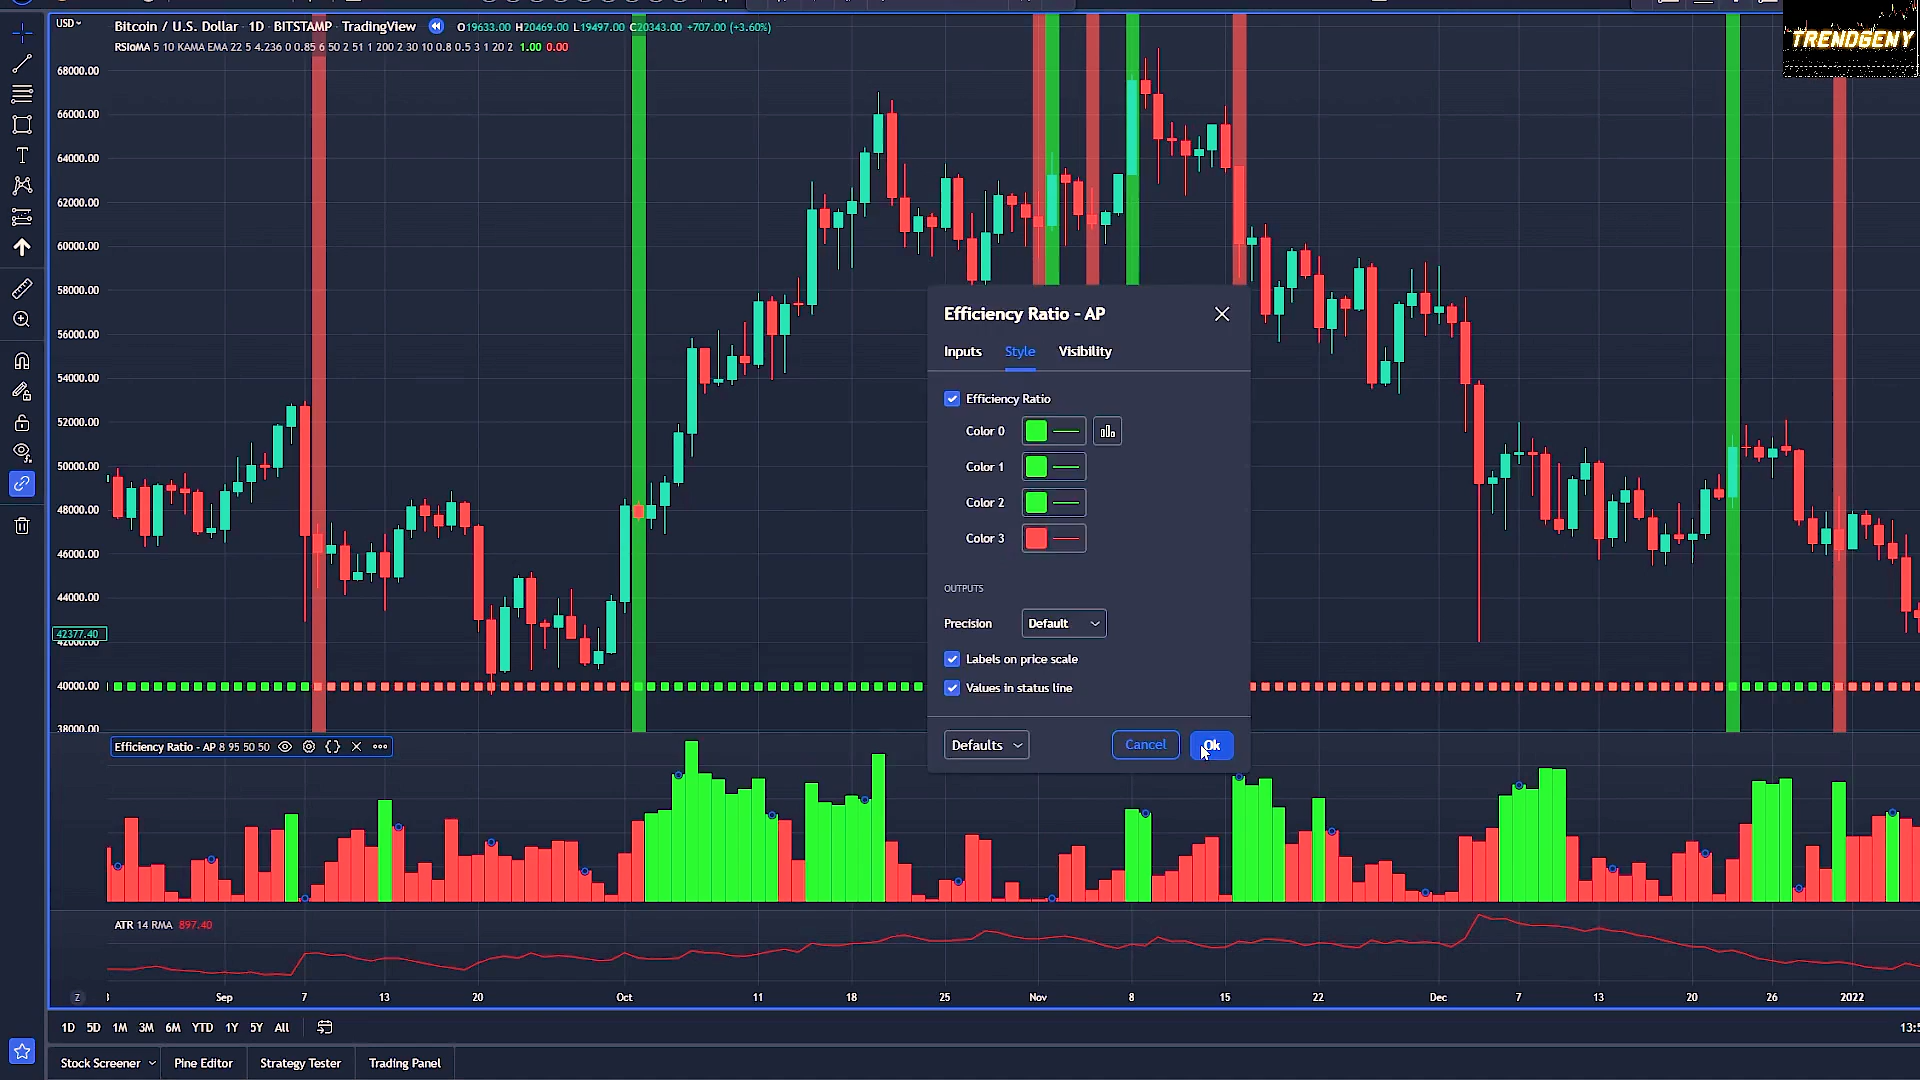 USD
Bitcoin / U.S. Dollar · 1D · BITSTAMP · TradingView O19633.00 H20469.00 L19497.00 C20343.00 +707.00 (+3.60%)
RSIoMA 5 10 KAMA EMA 22 5 4.236 0 0.85 6 50 2 51 1 200 2 30 10 0.8 0.5 3 1 20 2 1.00 0.00
TRENDGENY
68000.00
66000.00
64000.00
62000.00
60000.00
58000.00
56000.00
54000.00
52000.00
50000.00
48000.00
46000.00
44000.00
42377.40
42000.00
40000.00
38000.00
Efficiency Ratio - AP
Inputs Style Visibility
Efficiency Ratio
Color 0
Color 1
Color 2
Color 3
OUTPUTS
Precision Default
Labels on price scale
Values in status line
Defaults Cancel Ok
Efficiency Ratio - AP 8 95 50 50
ATR 14 RMA 897.40
Z Sep 7 13 20 Oct 11 18 25 Nov 8 15 22 Dec 7 13 20 26 2022
1D 5D 1M 3M 6M YTD 1Y 5Y All
Stock Screener Pine Editor Strategy Tester Trading Panel